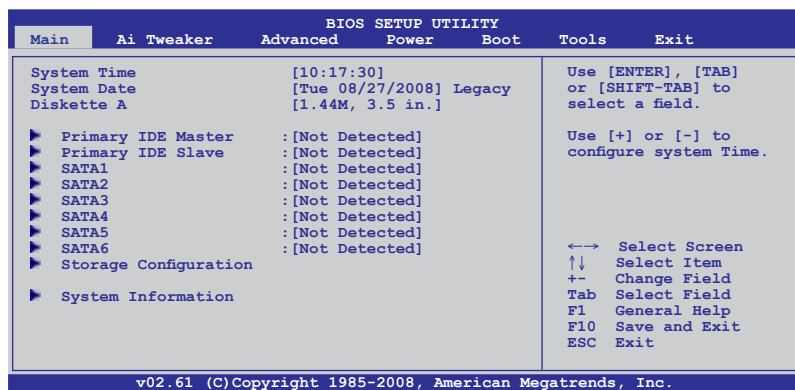 BIOS SETUP UTILITY
Main Ai Tweaker Advanced Power Boot Tools Exit
System Time [10:17:30]
System Date [Tue 08/27/2008] Legacy
Diskette A [1.44M, 3.5 in.]
Primary IDE Master :[Not Detected]
Primary IDE Slave :[Not Detected]
SATA1 :[Not Detected]
SATA2 :[Not Detected]
SATA3 :[Not Detected]
SATA4 :[Not Detected]
SATA5 :[Not Detected]
SATA6 :[Not Detected]
Storage Configuration
System Information
Use [ENTER], [TAB]
or [SHIFT-TAB] to
select a field.
Use [+] or [-] to
configure system Time.
←→ Select Screen
↑↓ Select Item
+- Change Field
Tab Select Field
F1 General Help
F10 Save and Exit
ESC Exit
v02.61 (C)Copyright 1985-2008, American Megatrends, Inc.